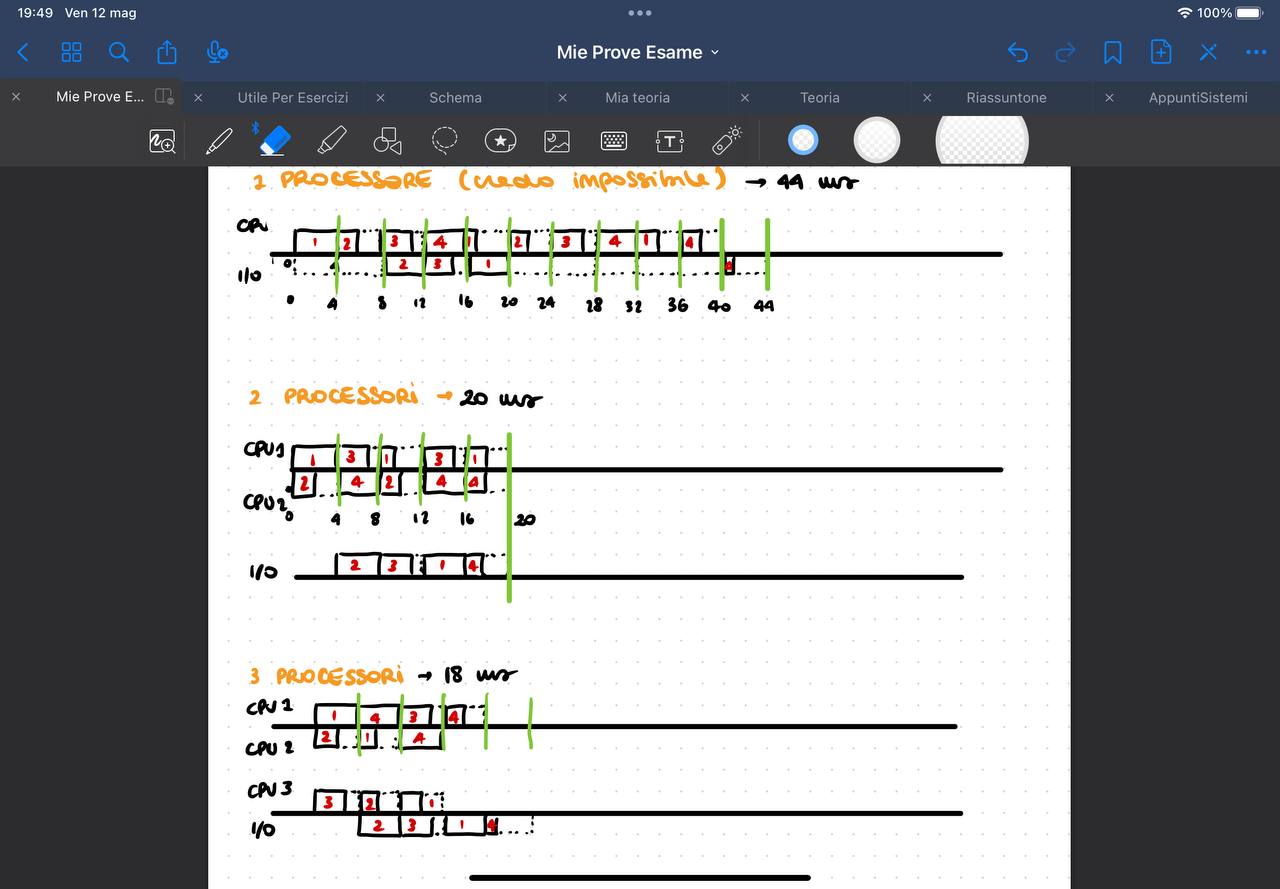 19:49 Ven 12 mag
100%
Mie Prove Esame
Mie Prove E...
Utile Per Esercizi
Schema
Mia teoria
Teoria
Riassuntone
AppuntiSistemi
T
1 PROCESSORE (credo impossibile) → 44 ms
CPU 1 2 3 4 1 2 3 4 1 4
I/O 0 2 3 1 4
0 4 8 12 16 20 24 28 32 36 40 44
2 PROCESSORI → 20 ms
CPU1 1 3 1 3 1
CPU2 2 4 2 4 4
0 4 8 12 16 20
I/O 2 3 1 4
3 PROCESSORI → 18 ms
CPU 1 1 4 3 4
CPU 2 2 1 4
CPU 3 3 2 1
I/O 2 3 1 4